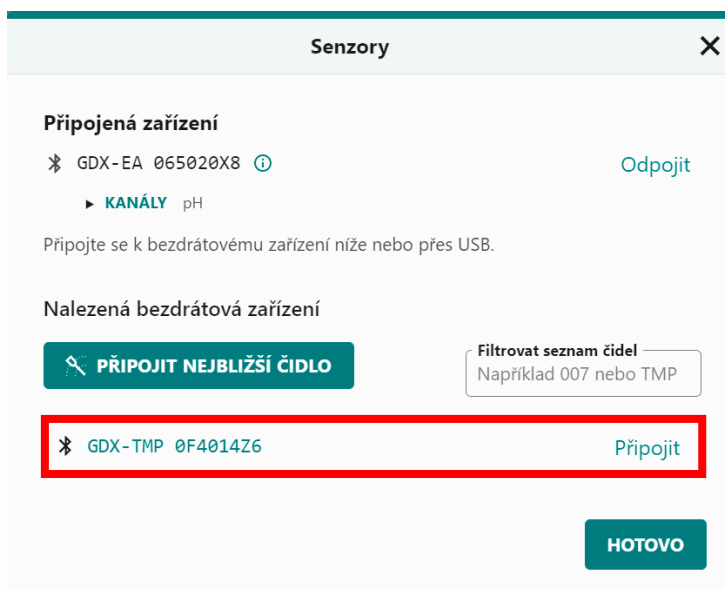 Senzory
Připojená zařízení
GDX-EA 065020X8
Odpojit
KANÁLY pH
Připojte se k bezdrátovému zařízení níže nebo přes USB.
Nalezená bezdrátová zařízení
PŘIPOJIT NEJBLIŽŠÍ ČIDLO
Filtrovat seznam čidel
Například 007 nebo TMP
GDX-TMP 0F4014Z6
Připojit
HOTOVO